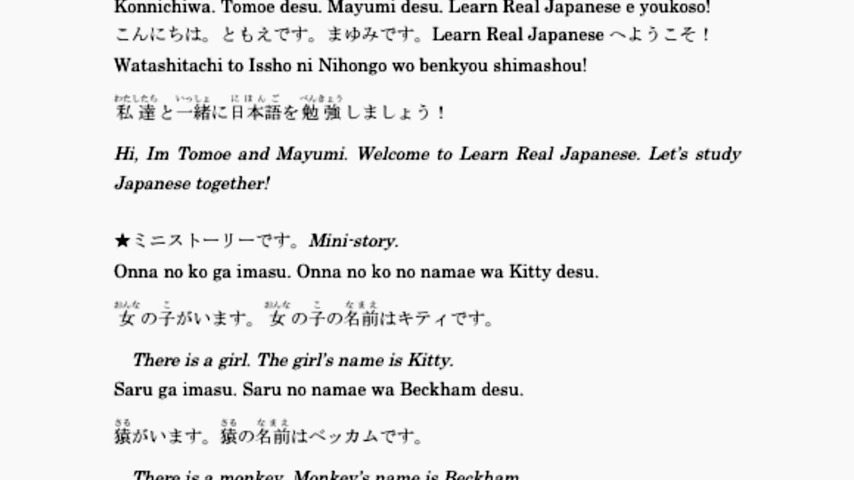 Konnichiwa. Tomoe desu. Mayumi desu. Learn Real Japanese e youkoso!
こんにちは。ともえです。まゆみです。Learn Real Japanese へようこそ！
Watashitachi to Issho ni Nihongo wo benkyou shimashou!
わたしたち いっしょ にほんご べんきょう
私達と一緒に日本語を勉強しましょう！
Hi, Im Tomoe and Mayumi. Welcome to Learn Real Japanese. Let's study
Japanese together!
★ミニストーリーです。Mini-story.
Onna no ko ga imasu. Onna no ko no namae wa Kitty desu.
おんな こ おんな こ なまえ
女の子がいます。女の子の名前はキティです。
There is a girl. The girl's name is Kitty.
Saru ga imasu. Saru no namae wa Beckham desu.
さる さる なまえ
猿がいます。猿の名前はベッカムです。
There is a monkey. Monkey's name is Beckham.